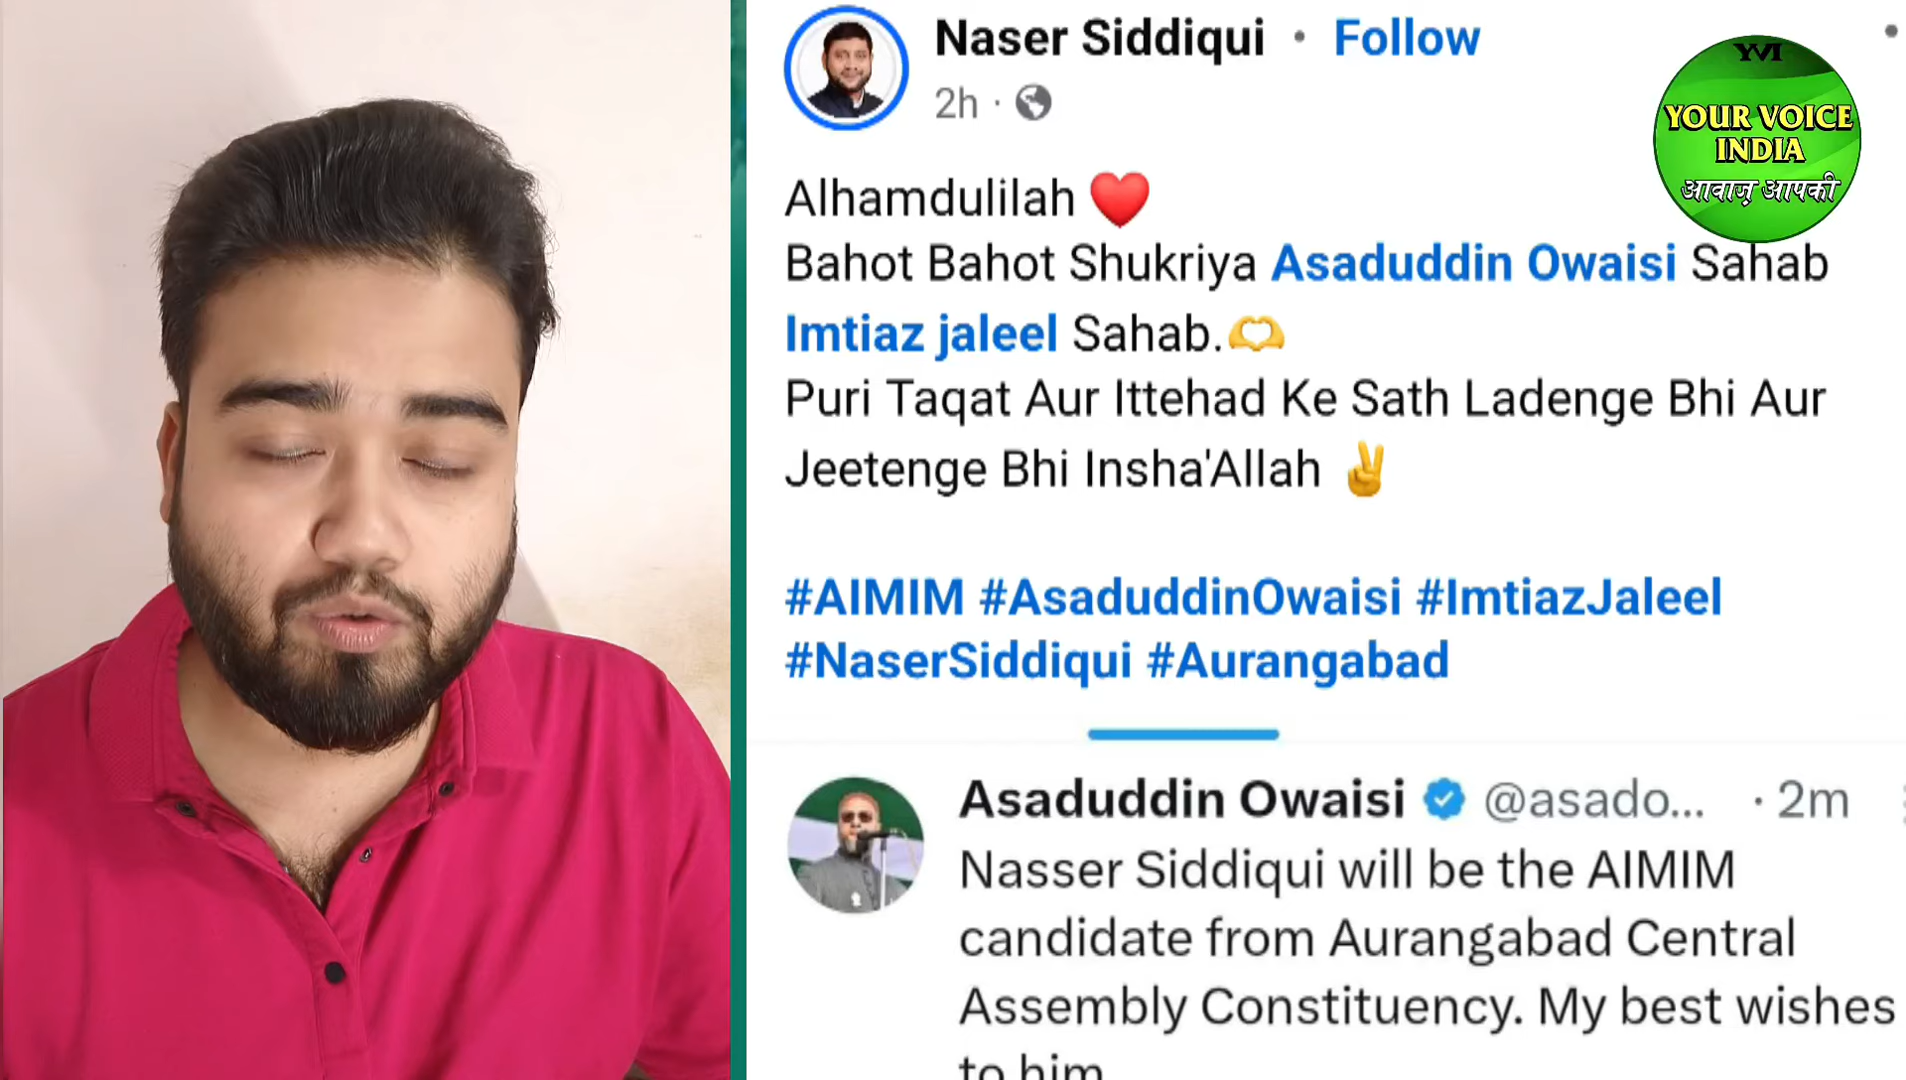 Naser Siddiqui • Follow
2h ·
YVI
YOUR VOICE
INDIA
आवाज़ आपकी
Alhamdulilah ❤️
Bahot Bahot Shukriya Asaduddin Owaisi Sahab
Imtiaz jaleel Sahab.🫶
Puri Taqat Aur Ittehad Ke Sath Ladenge Bhi Aur
Jeetenge Bhi Insha'Allah ✌️
#AIMIM #AsaduddinOwaisi #ImtiazJaleel
#NaserSiddiqui #Aurangabad
Asaduddin Owaisi @asado... · 2m
Nasser Siddiqui will be the AIMIM
candidate from Aurangabad Central
Assembly Constituency. My best wishes
to him